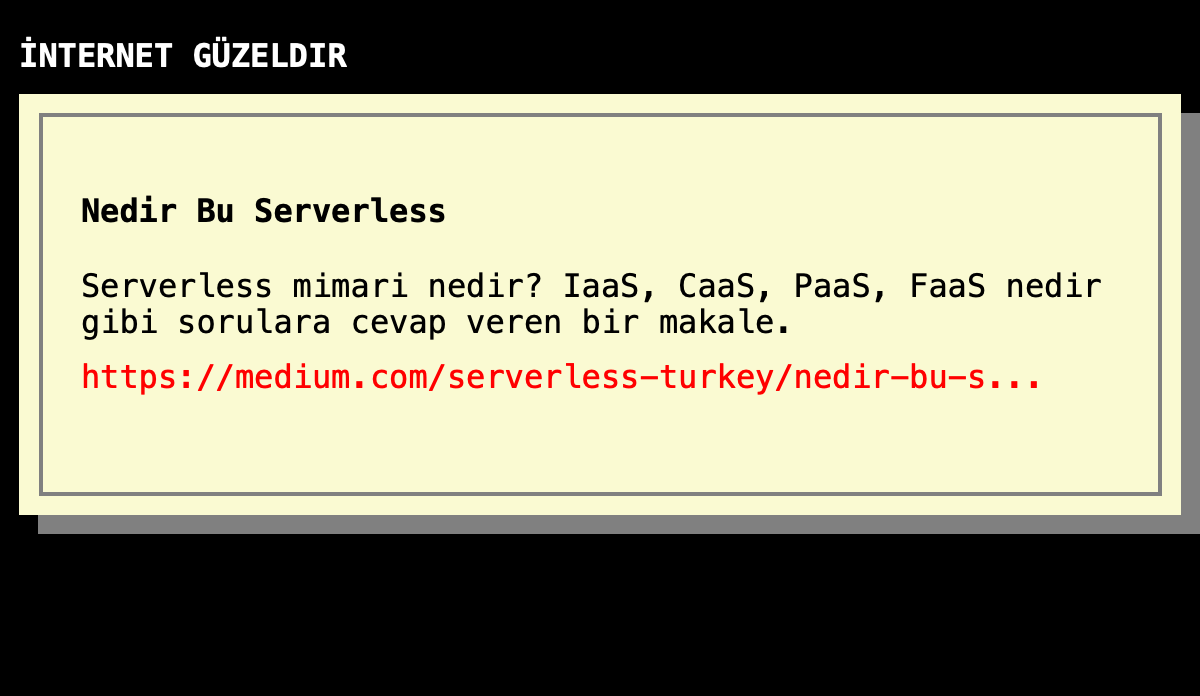 İNTERNET GÜZELDIR
Nedir Bu Serverless
Serverless mimari nedir? IaaS, CaaS, PaaS, FaaS nedir
gibi sorulara cevap veren bir makale.
https://medium.com/serverless-turkey/nedir-bu-s...